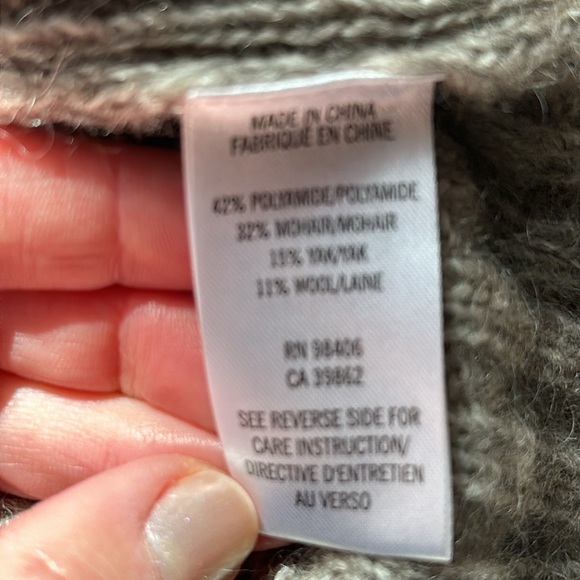 MADE IN CHINA
FABRIQUÉ EN CHINE
42% POLYAMIDE/POLYAMIDE
32% MOHAIR/MOHAIR
15% YAK/YAK
11% WOOL/LAINE
RN 98406
CA 39862
SEE REVERSE SIDE FOR
CARE INSTRUCTION/
DIRECTIVE D'ENTRETIEN
AU VERSO